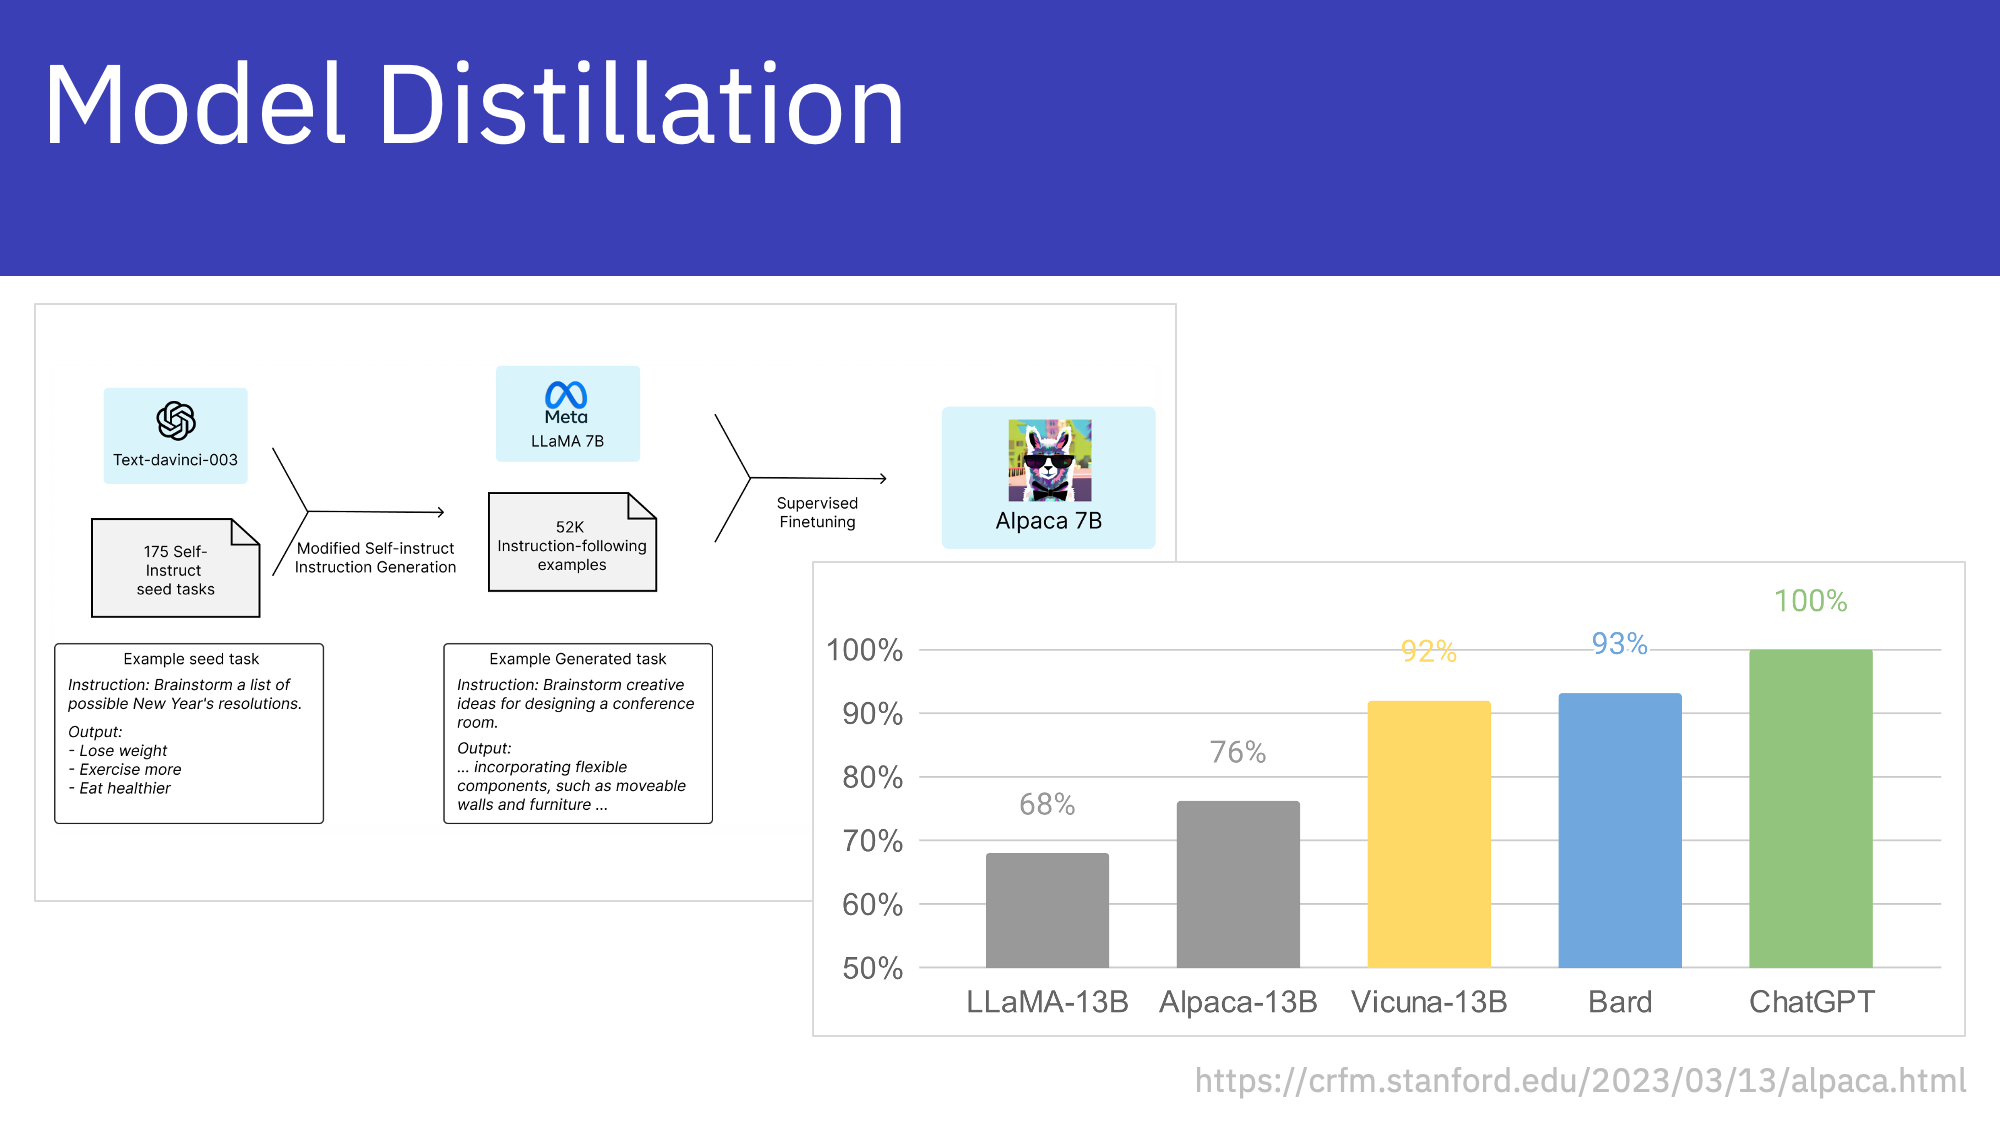 Model Distillation
Text-davinci-003
175 Self-
Instruct
seed tasks
Modified Self-instruct
Instruction Generation
Meta
LLaMA 7B
52K
Instruction-following
examples
Supervised
Finetuning
Alpaca 7B
Example seed task
Instruction: Brainstorm a list of
possible New Year's resolutions.
Output:
- Lose weight
- Exercise more
- Eat healthier
Example Generated task
Instruction: Brainstorm creative
ideas for designing a conference
room.
Output:
... incorporating flexible
components, such as moveable
walls and furniture ...
100%
90%
80%
70%
60%
50%
68%
76%
92%
93%
100%
LLaMA-13B
Alpaca-13B
Vicuna-13B
Bard
ChatGPT
https://crfm.stanford.edu/2023/03/13/alpaca.html